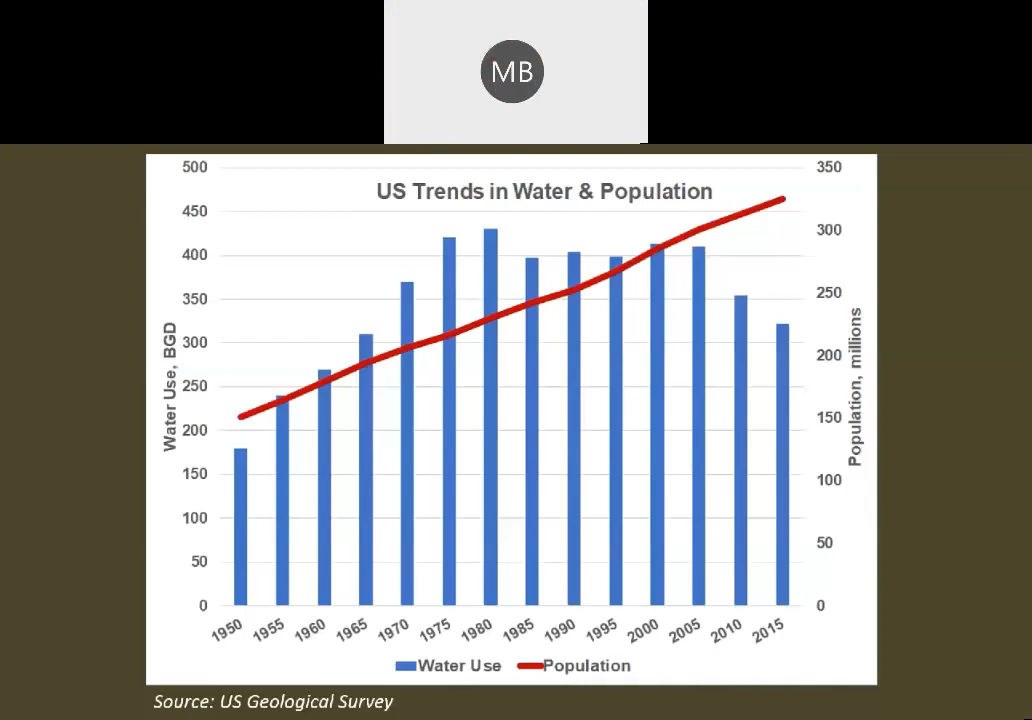 MB
US Trends in Water & Population
500
450
400
350
300
250
200
150
100
50
0
Water Use, BGD
350
300
250
200
150
100
50
0
Population, millions
1950 1955 1960 1965 1970 1975 1980 1985 1990 1995 2000 2005 2010 2015
Water Use Population
Source: US Geological Survey